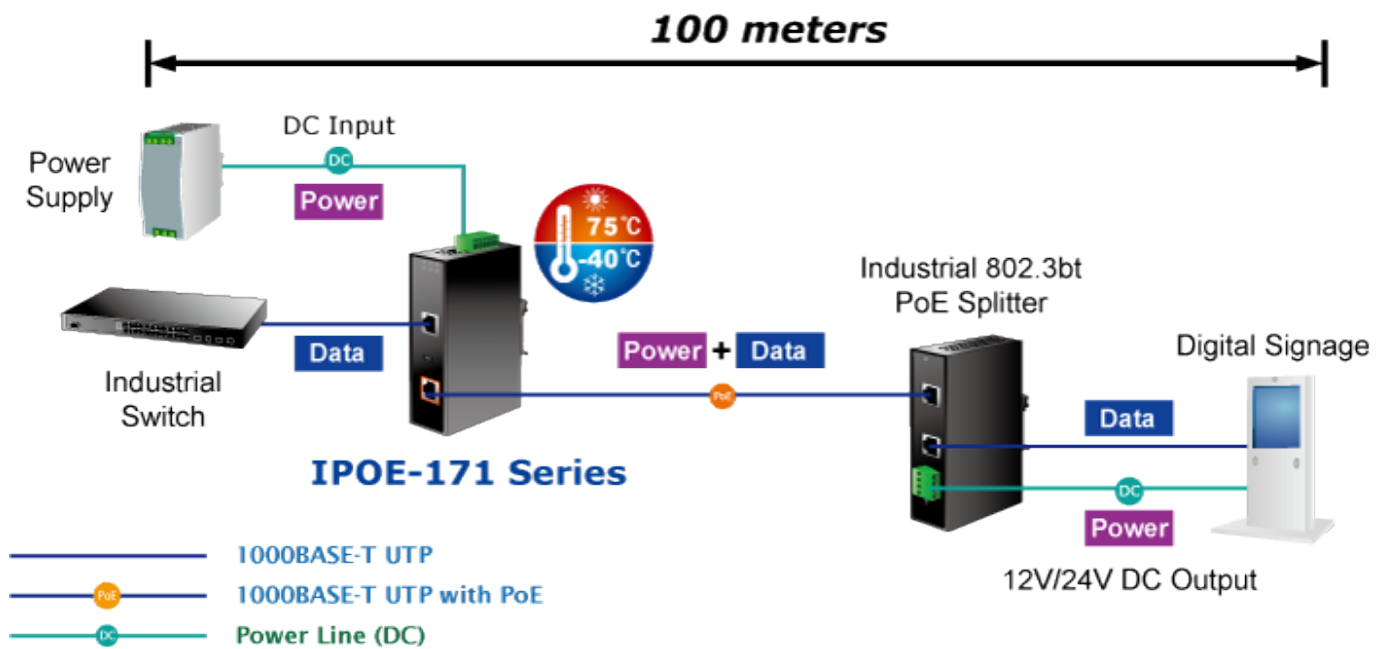 100 meters
DC Input
DC
Power
Supply
Power
75°C
-40°C
Industrial 802.3bt
PoE Splitter
Data
Industrial
Switch
Power + Data
PoE
Digital Signage
Data
IPOE-171 Series
DC
Power
12V/24V DC Output
1000BASE-T UTP
PoE
1000BASE-T UTP with PoE
DC
Power Line (DC)